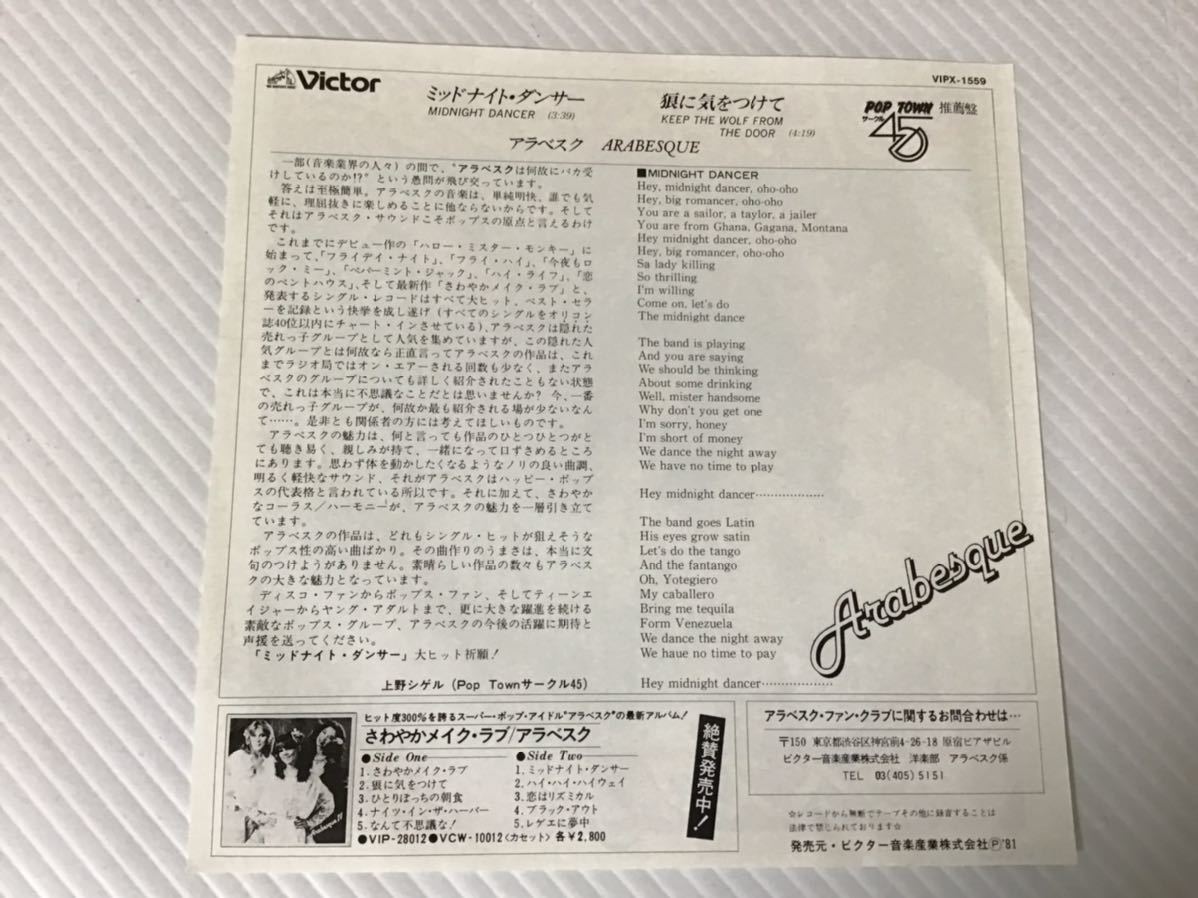 Victor
VIPX-1559
ミッドナイト・ダンサー
MIDNIGHT DANCER (3:39)
狼に気をつけて
KEEP THE WOLF FROM
THE DOOR (4:19)
POP TOWN 推薦盤
サークル
45
アラベスク ARABESQUE
一部(音楽業界の人々)の間で、“アラベスクは何故にバカ受
けしているのか!?”という愚問が飛び交っています。
答えは至極簡単。アラベスクの音楽は、単純明快、誰でも気
軽に、理屈抜きに楽しめることに他ならないからです。そして
それはアラベスク・サウンドこそポップスの原点と言えるわけ
です。
これまでにデビュー作の「ハロー・ミスター・モンキー」に
始まって、「フライデイ・ナイト」、「フライ・ハイ」、「今夜もロ
ック・ミー」、「ペパーミント・ジャック」、「ハイ・ライフ」、「恋
のペントハウス」、そして最新作「さわやかメイク・ラブ」と、
発表するシングル・レコードはすべて大ヒット、ベスト・セラ
ーを記録という快挙を成し遂げ(すべてのシングルをオリコン
誌40位以内にチャート・インさせている)、アラベスクは隠れた
売れっ子グループとして人気を集めていますが、この隠れた人
気グループとは何故なら正直言ってアラベスクの作品は、これ
までラジオ局ではオン・エアーされる回数も少なく、またアラ
ベスクのグループについても詳しく紹介されたこともない状態
で、これは本当に不思議なことだとは思いませんか?今、一番
の売れっ子グループが、何故か最も紹介される場が少ないなん
て……。是非とも関係者の方には考えてほしいものです。
アラベスクの魅力は、何と言っても作品のひとつひとつがと
ても聴き易く、親しみが持て、一緒になって口ずさめるところ
にあります。思わず体を動かしたくなるようなノリの良い曲調、
明るく軽快なサウンド、それがアラベスクはハッピー・ポップ
スの代表格と言われている所以です。それに加えて、さわやか
なコーラス/ハーモニーが、アラベスクの魅力を一層引き立て
ています。
アラベスクの作品は、どれもシングル・ヒットが狙えそうな
ポップス性の高い曲ばかり。その曲作りのうまさは、本当に文
句のつけようがありません。素晴らしい作品の数々もアラベス
クの大きな魅力となっています。
ディスコ・ファンからポップス・ファン、そしてティーンエ
イジャーからヤング・アダルトまで、更に大きな躍進を続ける
素敵なポップス・グループ、アラベスクの今後の活躍に期待と
声援を送ってください。
「ミッドナイト・ダンサー」大ヒット祈願!
上野シゲル(Pop Townサークル45)
■MIDNIGHT DANCER
Hey, midnight dancer, oho-oho
Hey, big romancer, oho-oho
You are a sailor, a taylor, a jailer
You are from Ghana, Gagana, Montana
Hey midnight dancer, oho-oho
Hey, big romancer, oho-oho
Sa lady killing
So thrilling
I'm willing
Come on, let's do
The midnight dance
The band is playing
And you are saying
We should be thinking
About some drinking
Well, mister handsome
Why don't you get one
I'm sorry, honey
I'm short of money
We dance the night away
We have no time to play
Hey midnight dancer………………
The band goes Latin
His eyes grow satin
Let's do the tango
And the fantango
Oh, Yotegiero
My caballero
Bring me tequila
Form Venezuela
We dance the night away
We haue no time to pay
Hey midnight dancer………………
Arabesque
ヒット度300%を誇るスーパー・ポップ・アイドル“アラベスク”の最新アルバム!
さわやかメイク・ラブ/アラベスク
●Side One
1.さわやかメイク・ラブ
2.狼に気をつけて
3.ひとりぼっちの朝食
4.ナイツ・イン・ザ・ハーバー
5.なんて不思議な!
●Side Two
1.ミッドナイト・ダンサー
2.ハイ・ハイ・ハイウェイ
3.恋はリズミカル
4.ブラック・アウト
5.レゲエに夢中
●VIP-28012●VCW-10012<カセット>各¥2,800
絶賛発売中!
Arabesque IV
アラベスク・ファン・クラブに関するお問合わせは…
〒150 東京都渋谷区神宮前4-26-18 原宿ピアザビル
ビクター音楽産業株式会社 洋楽部 アラベスク係
TEL 03(405)5151
☆レコードから無断でテープその他に録音することは
法律で禁じられております☆
発売元・ビクター音楽産業株式会社Ⓟ'81